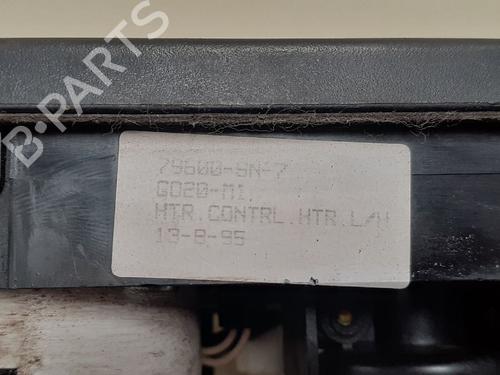 B-PARTS
79600-SN-7
G020-M1.
HTR.CONTRL.HTR.L/H
13-8-95